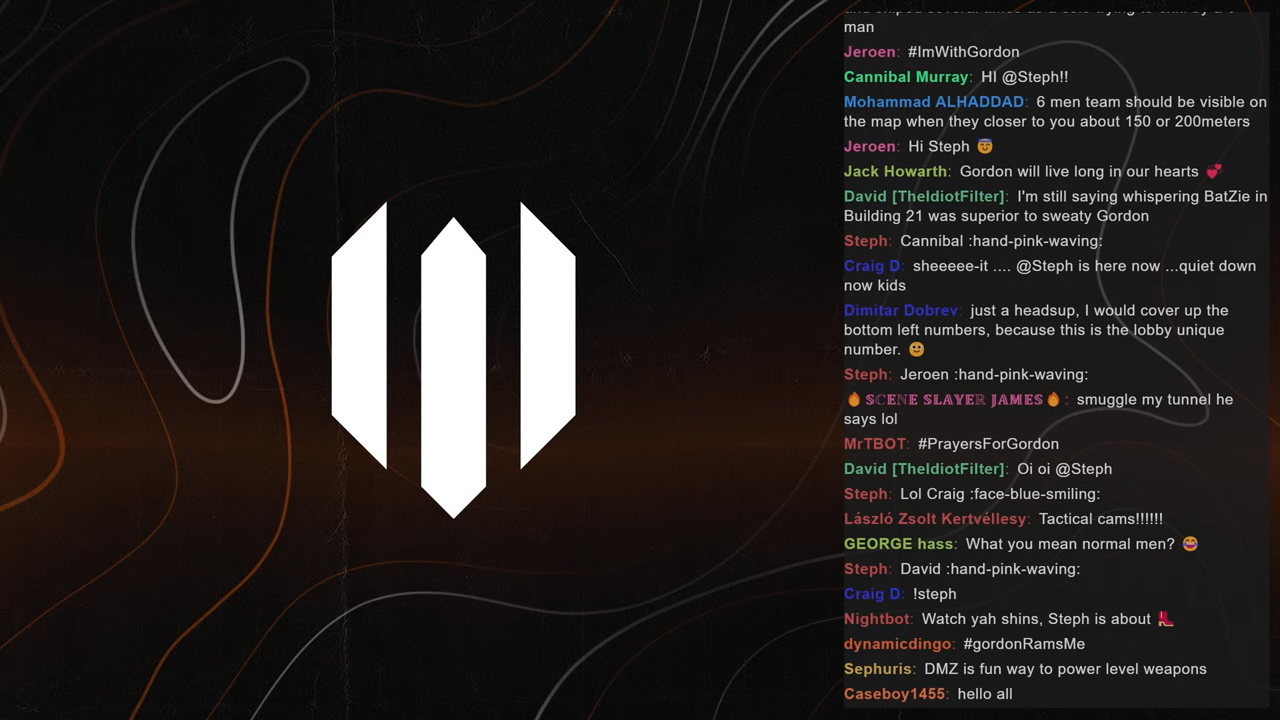 man
Jeroen: #ImWithGordon
Cannibal Murray: HI @Steph!!
Mohammad ALHADDAD: 6 men team should be visible on
the map when they closer to you about 150 or 200meters
Jeroen: Hi Steph 😇
Jack Howarth: Gordon will live long in our hearts 💞
David [TheIdiotFilter]: I'm still saying whispering BatZie in
Building 21 was superior to sweaty Gordon
Steph: Cannibal :hand-pink-waving:
Craig D: sheeeee-it .... @Steph is here now ...quiet down
now kids
Dimitar Dobrev: just a headsup, I would cover up the
bottom left numbers, because this is the lobby unique
number. 🙂
Steph: Jeroen :hand-pink-waving:
🔥𝕊ℂ𝔼ℕ𝔼 𝕊𝕃𝔸𝕐𝔼ℝ 𝕁𝔸𝕄𝔼𝕊🔥: smuggle my tunnel he
says lol
MrTBOT: #PrayersForGordon
David [TheIdiotFilter]: Oi oi @Steph
Steph: Lol Craig :face-blue-smiling:
László Zsolt Kertvéllesy: Tactical cams!!!!!!
GEORGE hass: What you mean normal men? 😂
Steph: David :hand-pink-waving:
Craig D: !steph
Nightbot: Watch yah shins, Steph is about 👢
dynamicdingo: #gordonRamsMe
Sephuris: DMZ is fun way to power level weapons
Caseboy1455: hello all